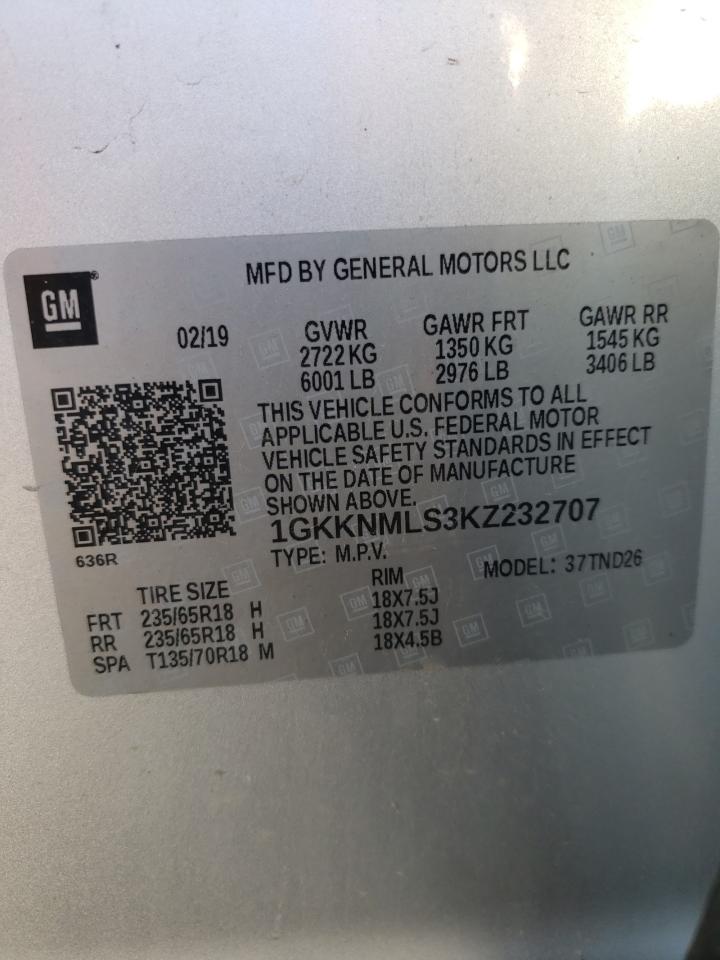 GM
MFD BY GENERAL MOTORS LLC
02/19
GVWR
2722 KG
6001 LB
GAWR FRT
1350 KG
2976 LB
GAWR RR
1545 KG
3406 LB
THIS VEHICLE CONFORMS TO ALL
APPLICABLE U.S. FEDERAL MOTOR
VEHICLE SAFETY STANDARDS IN EFFECT
ON THE DATE OF MANUFACTURE
SHOWN ABOVE.
1GKKNMLS3KZ232707
636R
TYPE: M.P.V.
MODEL: 37TND26
TIRE SIZE
RIM
FRT 235/65R18 H 18X7.5J
RR 235/65R18 H 18X7.5J
SPA T135/70R18 M 18X4.5B